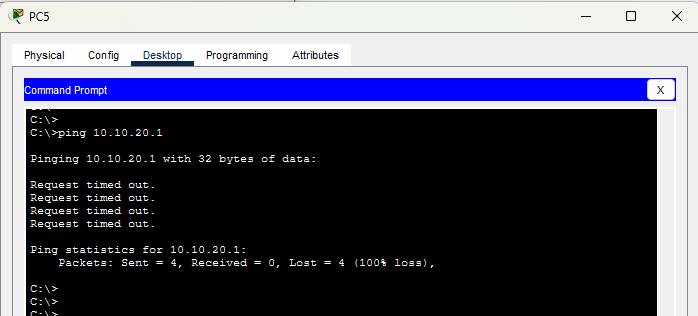 PC5
Physical Config Desktop Programming Attributes
Command Prompt
X
C:\>
C:\>ping 10.10.20.1
Pinging 10.10.20.1 with 32 bytes of data:
Request timed out.
Request timed out.
Request timed out.
Request timed out.
Ping statistics for 10.10.20.1:
    Packets: Sent = 4, Received = 0, Lost = 4 (100% loss),
C:\>
C:\>
C:\>